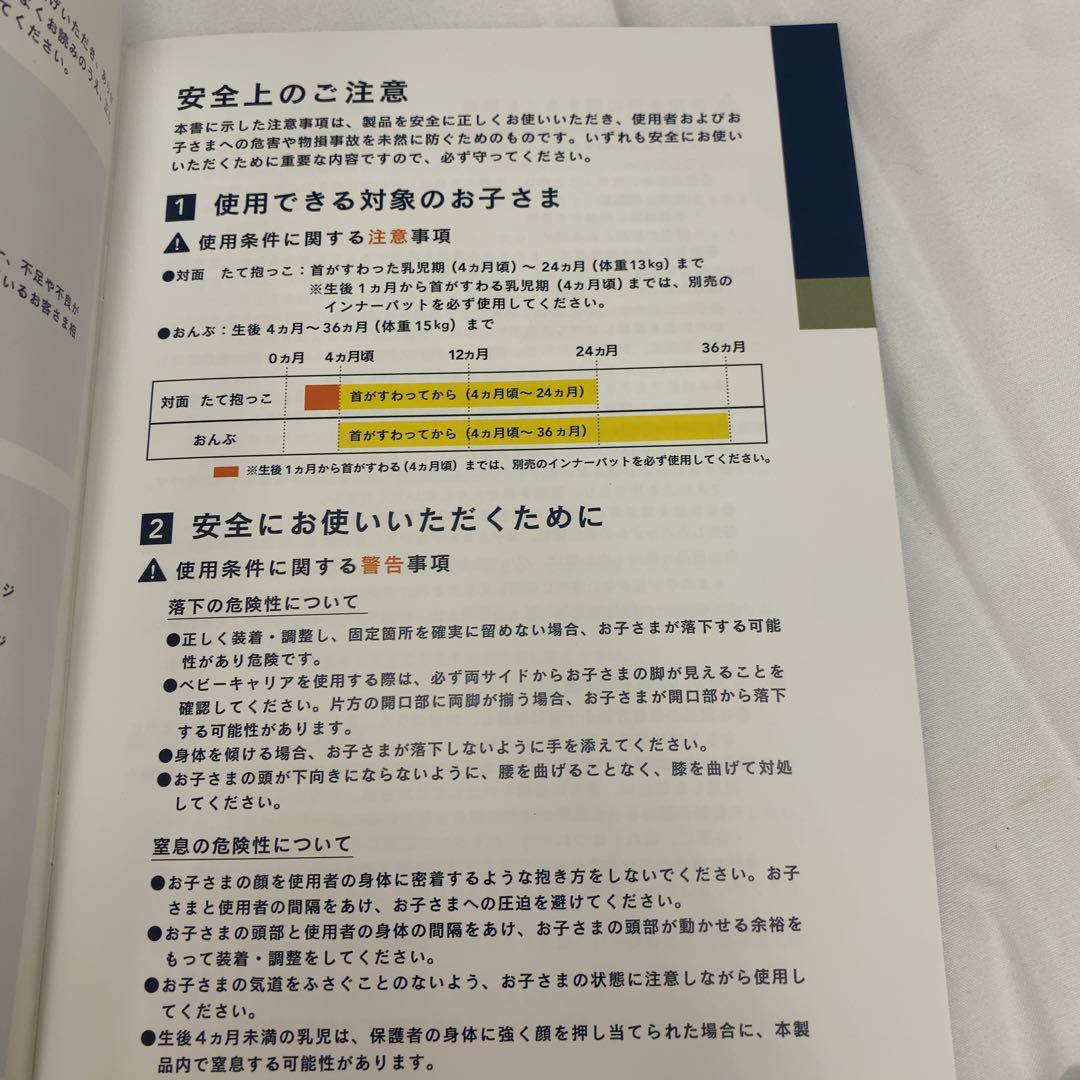 げいただき、あり
よくお読みのうえ、正し
てください。
、不足や不良が
いるお客さま相
ジ
ジ
安全上のご注意
本書に示した注意事項は、製品を安全に正しくお使いいただき、使用者およびお
子さまへの危害や物損事故を未然に防ぐためのものです。いずれも安全にお使い
いただくために重要な内容ですので、必ず守ってください。
1 使用できる対象のお子さま
使用条件に関する注意事項
●対面 たて抱っこ：首がすわった乳児期（4ヵ月頃）〜 24ヵ月（体重13kg）まで
※生後1ヵ月から首がすわる乳児期（4ヵ月頃）までは、別売の
インナーパットを必ず使用してください。
●おんぶ：生後 4ヵ月〜36ヵ月（体重15kg）まで
0ヵ月 4ヵ月頃 12ヵ月 24ヵ月 36ヵ月
対面 たて抱っこ 首がすわってから（4ヵ月頃〜 24ヵ月）
おんぶ 首がすわってから（4ヵ月頃〜 36ヵ月）
※生後1ヵ月から首がすわる（4ヵ月頃）までは、別売のインナーパットを必ず使用してください。
2 安全にお使いいただくために
使用条件に関する警告事項
落下の危険性について
●正しく装着・調整し、固定箇所を確実に留めない場合、お子さまが落下する可能
性があり危険です。
●ベビーキャリアを使用する際は、必ず両サイドからお子さまの脚が見えることを
確認してください。片方の開口部に両脚が揃う場合、お子さまが開口部から落下
する可能性があります。
●身体を傾ける場合、お子さまが落下しないように手を添えてください。
●お子さまの頭が下向きにならないように、腰を曲げることなく、膝を曲げて対処
してください。
窒息の危険性について
●お子さまの顔を使用者の身体に密着するような抱き方をしないでください。お子
さまと使用者の間隔をあけ、お子さまへの圧迫を避けてください。
●お子さまの頭部と使用者の身体の間隔をあけ、お子さまの頭部が動かせる余裕を
もって装着・調整をしてください。
●お子さまの気道をふさぐことのないよう、お子さまの状態に注意しながら使用し
てください。
●生後4ヵ月未満の乳児は、保護者の身体に強く顔を押し当てられた場合に、本製
品内で窒息する可能性があります。